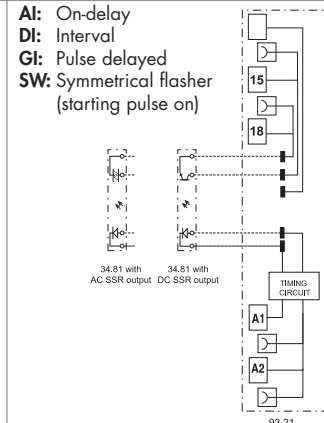 AI: On-delay
DI: Interval
GI: Pulse delayed
SW: Symmetrical flasher
(starting pulse on)
15
18
34.81 with
AC SSR output
34.81 with
DC SSR output
TIMING
CIRCUIT
A1
A2
93.21